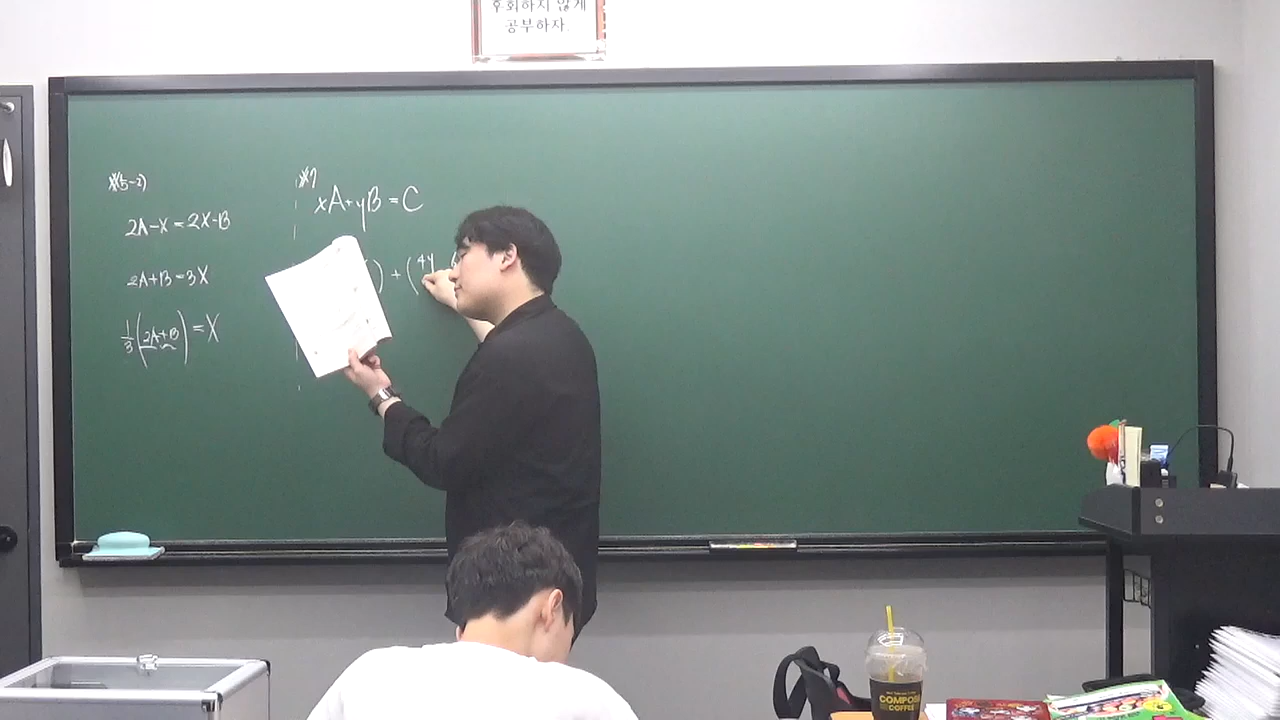 후회하지 않게
공부하자.
※(5-2)
2A-X=2X-B
2A+B=3X
1/3(2A+B)=X
※7
xA+yB=C
)+(4y
COMPOSE
COFFEE